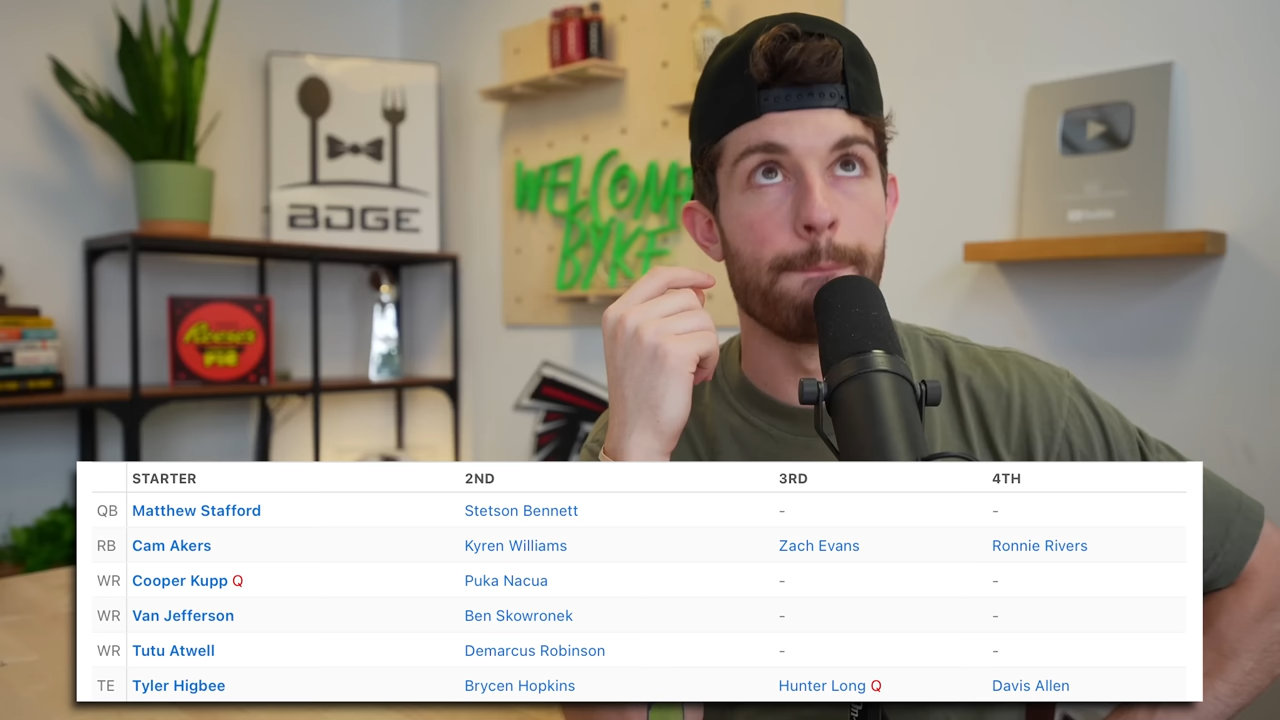 BDGE
WELCOME
BYKE
Reese's
STARTER 2ND 3RD 4TH
QB Matthew Stafford Stetson Bennett - -
RB Cam Akers Kyren Williams Zach Evans Ronnie Rivers
WR Cooper Kupp Q Puka Nacua - -
WR Van Jefferson Ben Skowronek - -
WR Tutu Atwell Demarcus Robinson - -
TE Tyler Higbee Brycen Hopkins Hunter Long Q Davis Allen